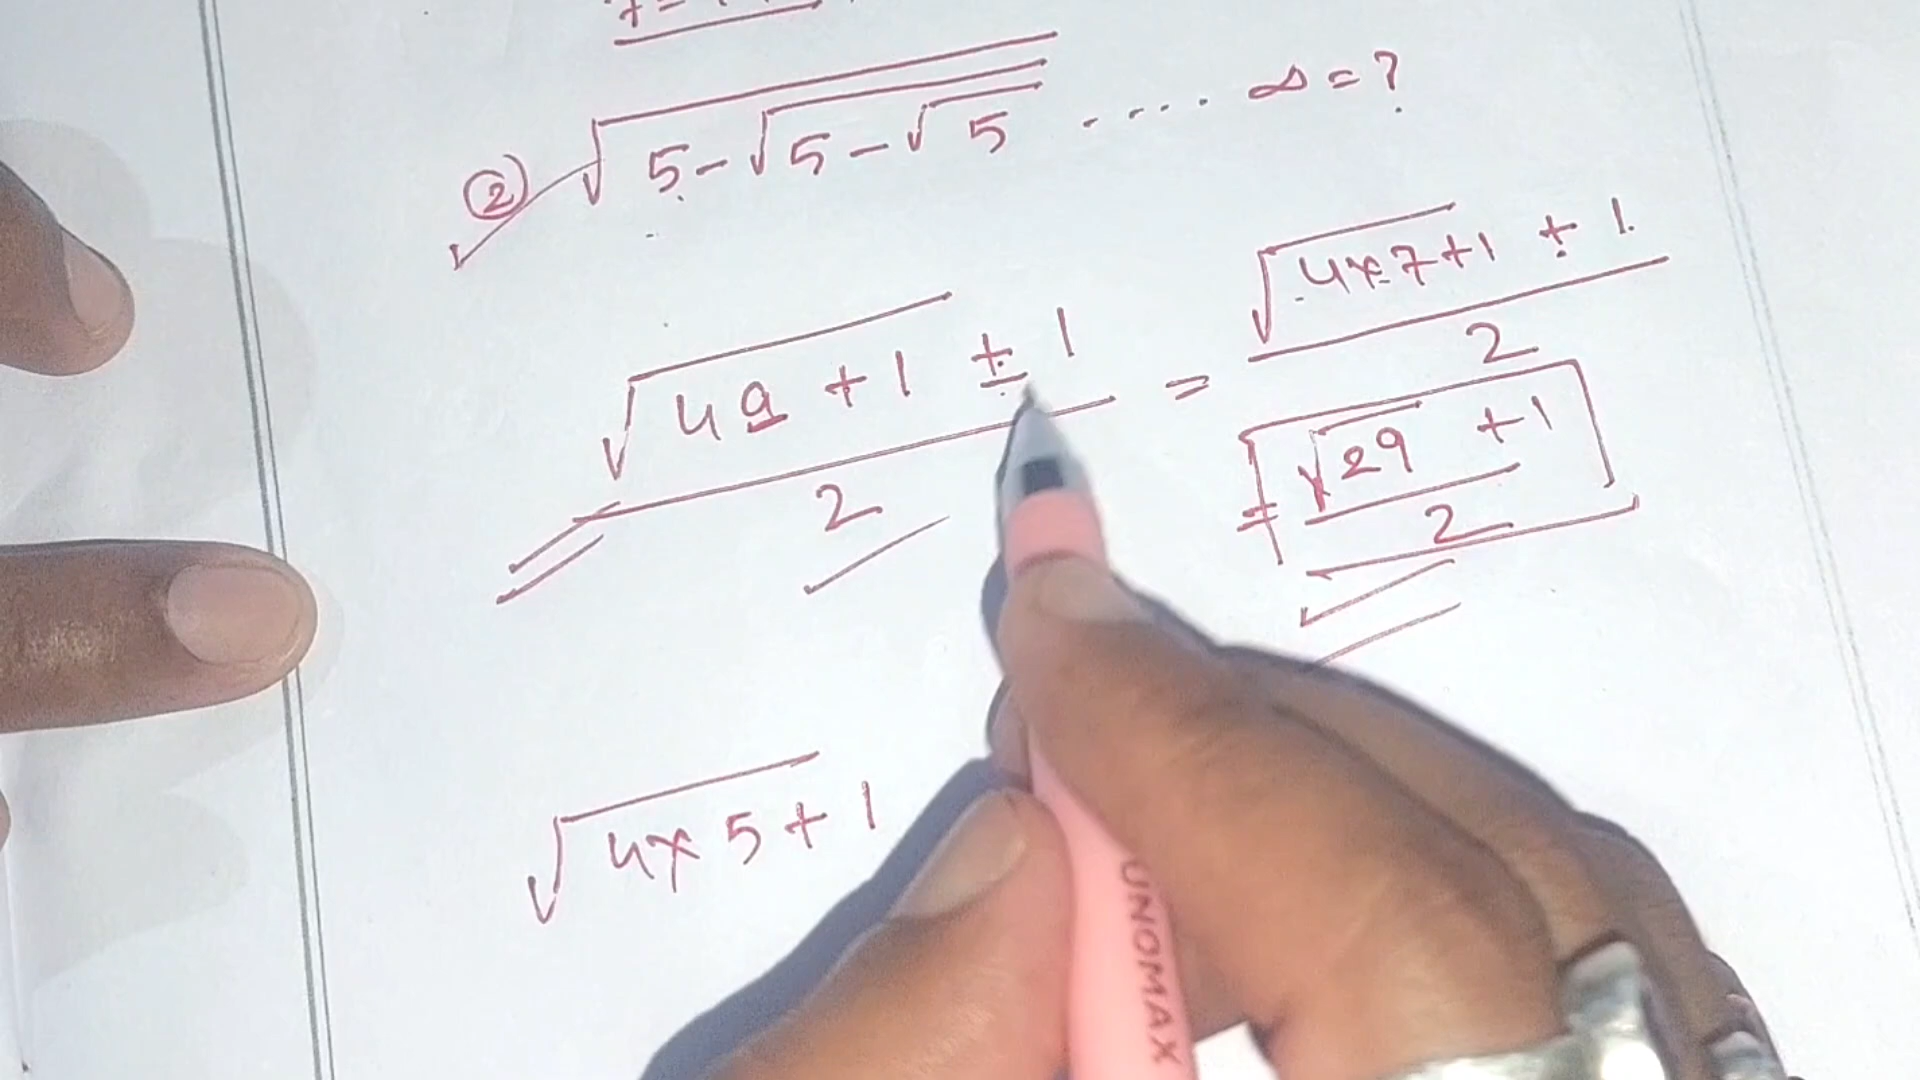 ② √5-√5-√5 .... ∞ = ?
√4a + 1 ± 1 = √4×7+1 ± 1
2
2
= √29 + 1
2
√4× 5 + 1
UNOMAX